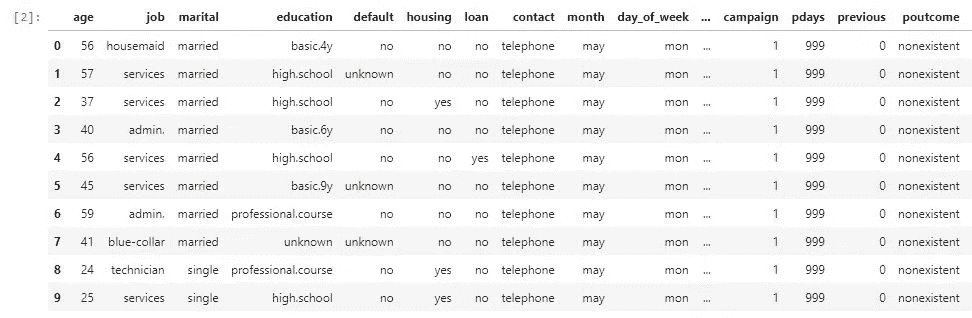 [2]: age job marital education default housing loan contact month day_of_week ... campaign pdays previous poutcome
0 56 housemaid married basic.4y no no no telephone may mon ... 1 999 0 nonexistent
1 57 services married high.school unknown no no telephone may mon ... 1 999 0 nonexistent
2 37 services married high.school no yes no telephone may mon ... 1 999 0 nonexistent
3 40 admin. married basic.6y no no no telephone may mon ... 1 999 0 nonexistent
4 56 services married high.school no no yes telephone may mon ... 1 999 0 nonexistent
5 45 services married basic.9y unknown no no telephone may mon ... 1 999 0 nonexistent
6 59 admin. married professional.course no no no telephone may mon ... 1 999 0 nonexistent
7 41 blue-collar married unknown unknown no no telephone may mon ... 1 999 0 nonexistent
8 24 technician single professional.course no yes no telephone may mon ... 1 999 0 nonexistent
9 25 services single high.school no yes no telephone may mon ... 1 999 0 nonexistent